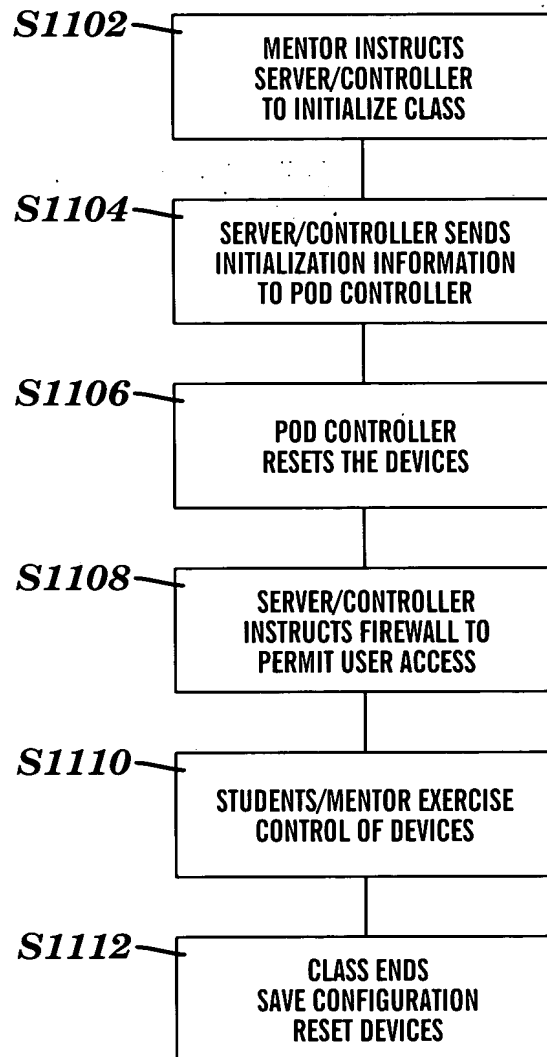 S1102
MENTOR INSTRUCTS
SERVER/CONTROLLER
TO INITIALIZE CLASS
S1104
SERVER/CONTROLLER SENDS
INITIALIZATION INFORMATION
TO POD CONTROLLER
S1106
POD CONTROLLER
RESETS THE DEVICES
S1108
SERVER/CONTROLLER
INSTRUCTS FIREWALL TO
PERMIT USER ACCESS
S1110
STUDENTS/MENTOR EXERCISE
CONTROL OF DEVICES
S1112
CLASS ENDS
SAVE CONFIGURATION
RESET DEVICES